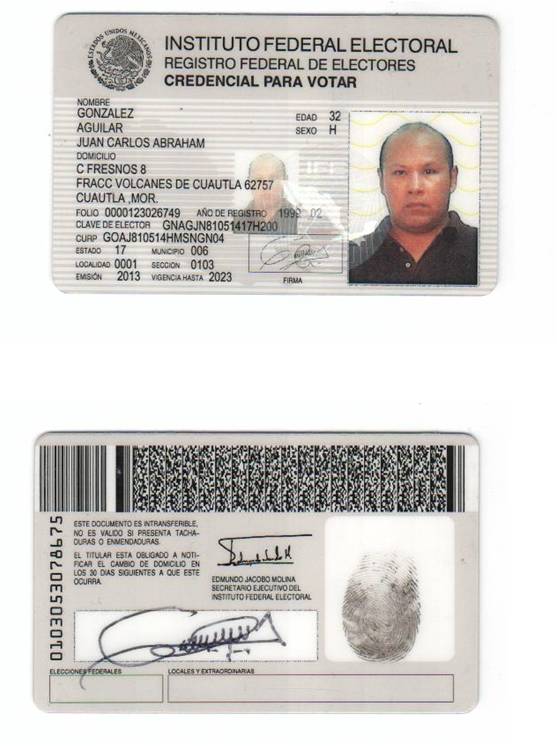 ESTADOS UNIDOS MEXICANOS
INSTITUTO FEDERAL ELECTORAL
REGISTRO FEDERAL DE ELECTORES
CREDENCIAL PARA VOTAR
NOMBRE
GONZALEZ
AGUILAR
JUAN CARLOS ABRAHAM
EDAD 32
SEXO H
DOMICILIO
C FRESNOS 8
FRACC VOLCANES DE CUAUTLA 62757
CUAUTLA ,MOR.
FOLIO 0000123026749 AÑO DE REGISTRO 1999 02
CLAVE DE ELECTOR GNAGJN81051417H200
CURP GOAJ810514HMSNGN04
ESTADO 17 MUNICIPIO 006
LOCALIDAD 0001 SECCION 0103
EMISIÓN 2013 VIGENCIA HASTA 2023
FIRMA
ESTE DOCUMENTO ES INTRANSFERIBLE,
NO ES VALIDO SI PRESENTA TACHA-
DURAS O ENMENDADURAS.
EL TITULAR ESTA OBLIGADO A NOTI-
FICAR EL CAMBIO DE DOMICILIO EN
LOS 30 DIAS SIGUIENTES A QUE ESTE
OCURRA.
EDMUNDO JACOBO MOLINA
SECRETARIO EJECUTIVO DEL
INSTITUTO FEDERAL ELECTORAL
0103053078675
ELECCIONES FEDERALES
LOCALES Y EXTRAORDINARIAS